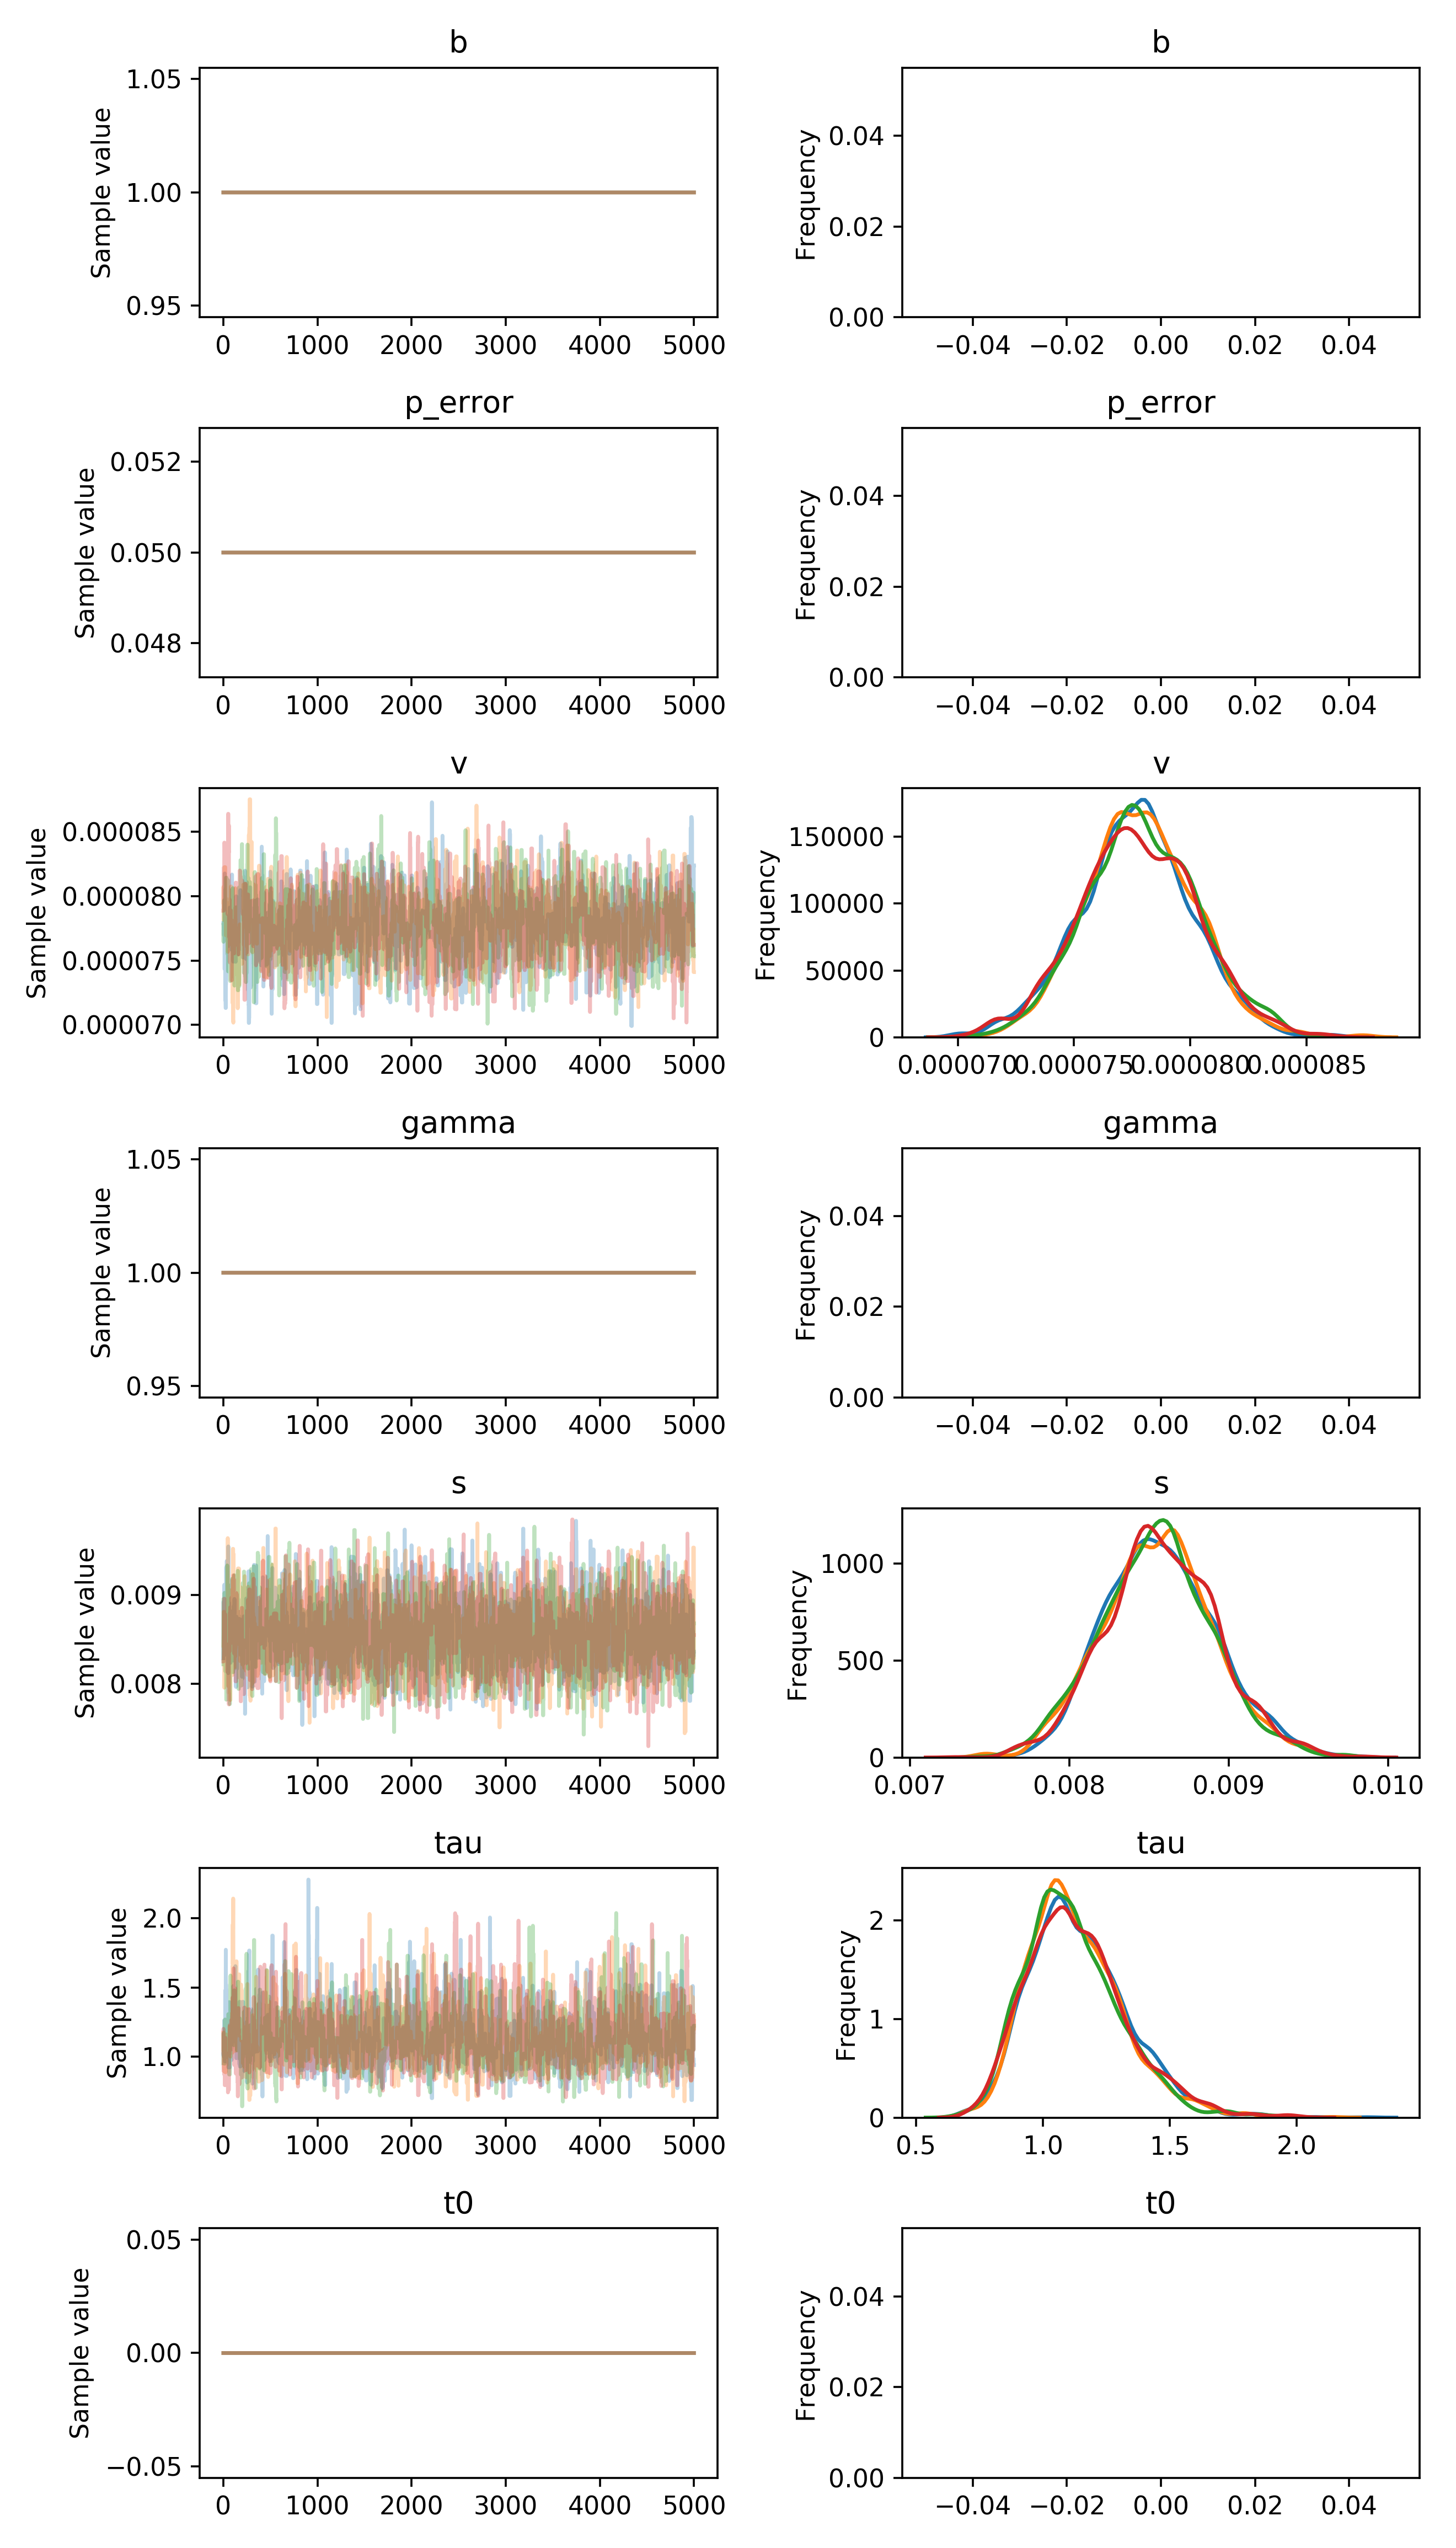 b
b
Sample value
1.05
1.00
0.95
0 1000 2000 3000 4000 5000
Frequency
0.04
0.02
0.00
−0.04 −0.02 0.00 0.02 0.04
p_error
p_error
Sample value
0.052
0.050
0.048
0 1000 2000 3000 4000 5000
Frequency
0.04
0.02
0.00
−0.04 −0.02 0.00 0.02 0.04
v
v
Sample value
0.000085
0.000080
0.000075
0.000070
0 1000 2000 3000 4000 5000
Frequency
150000
100000
50000
0
0.000070 0.000075 0.000080 0.000085
gamma
gamma
Sample value
1.05
1.00
0.95
0 1000 2000 3000 4000 5000
Frequency
0.04
0.02
0.00
−0.04 −0.02 0.00 0.02 0.04
s
s
Sample value
0.009
0.008
0 1000 2000 3000 4000 5000
Frequency
1000
500
0
0.007 0.008 0.009 0.010
tau
tau
Sample value
2.0
1.5
1.0
0 1000 2000 3000 4000 5000
Frequency
2
1
0
0.5 1.0 1.5 2.0
t0
t0
Sample value
0.05
0.00
−0.05
0 1000 2000 3000 4000 5000
Frequency
0.04
0.02
0.00
−0.04 −0.02 0.00 0.02 0.04